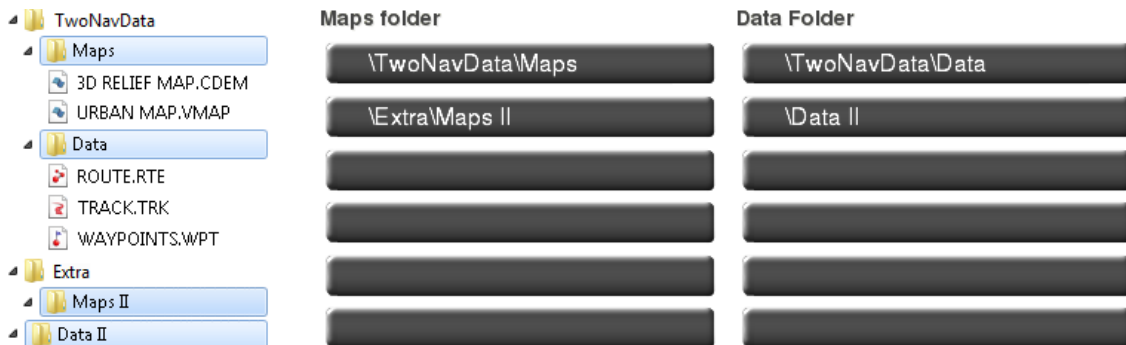 TwoNavData
Maps
3D RELIEF MAP.CDEM
URBAN MAP.VMAP
Data
ROUTE.RTE
TRACK.TRK
WAYPOINTS.WPT
Extra
Maps II
Data II
Maps folder
\TwoNavData\Maps
\Extra\Maps II
Data Folder
\TwoNavData\Data
\Data II